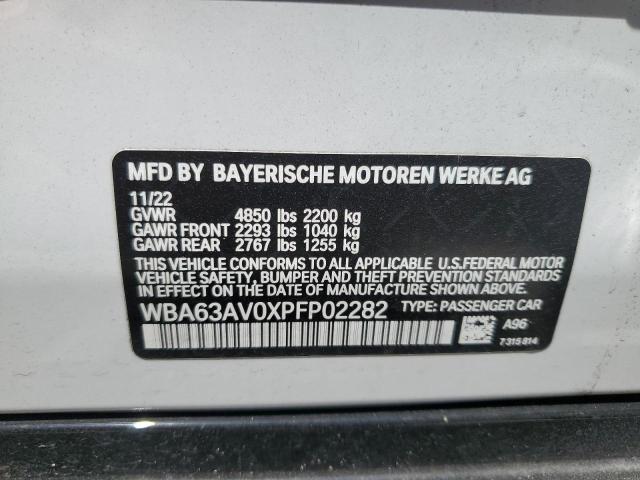 MFD BY BAYERISCHE MOTOREN WERKE AG
11/22
GVWR 4850 lbs 2200 kg
GAWR FRONT 2293 lbs 1040 kg
GAWR REAR 2767 lbs 1255 kg
THIS VEHICLE CONFORMS TO ALL APPLICABLE U.S.FEDERAL MOTOR
VEHICLE SAFETY, BUMPER AND THEFT PREVENTION STANDARDS
IN EFFECT ON THE DATE OF MANUFACTURE SHOWN ABOVE.
WBA63AV0XPFP02282 TYPE: PASSENGER CAR
A96
7315814